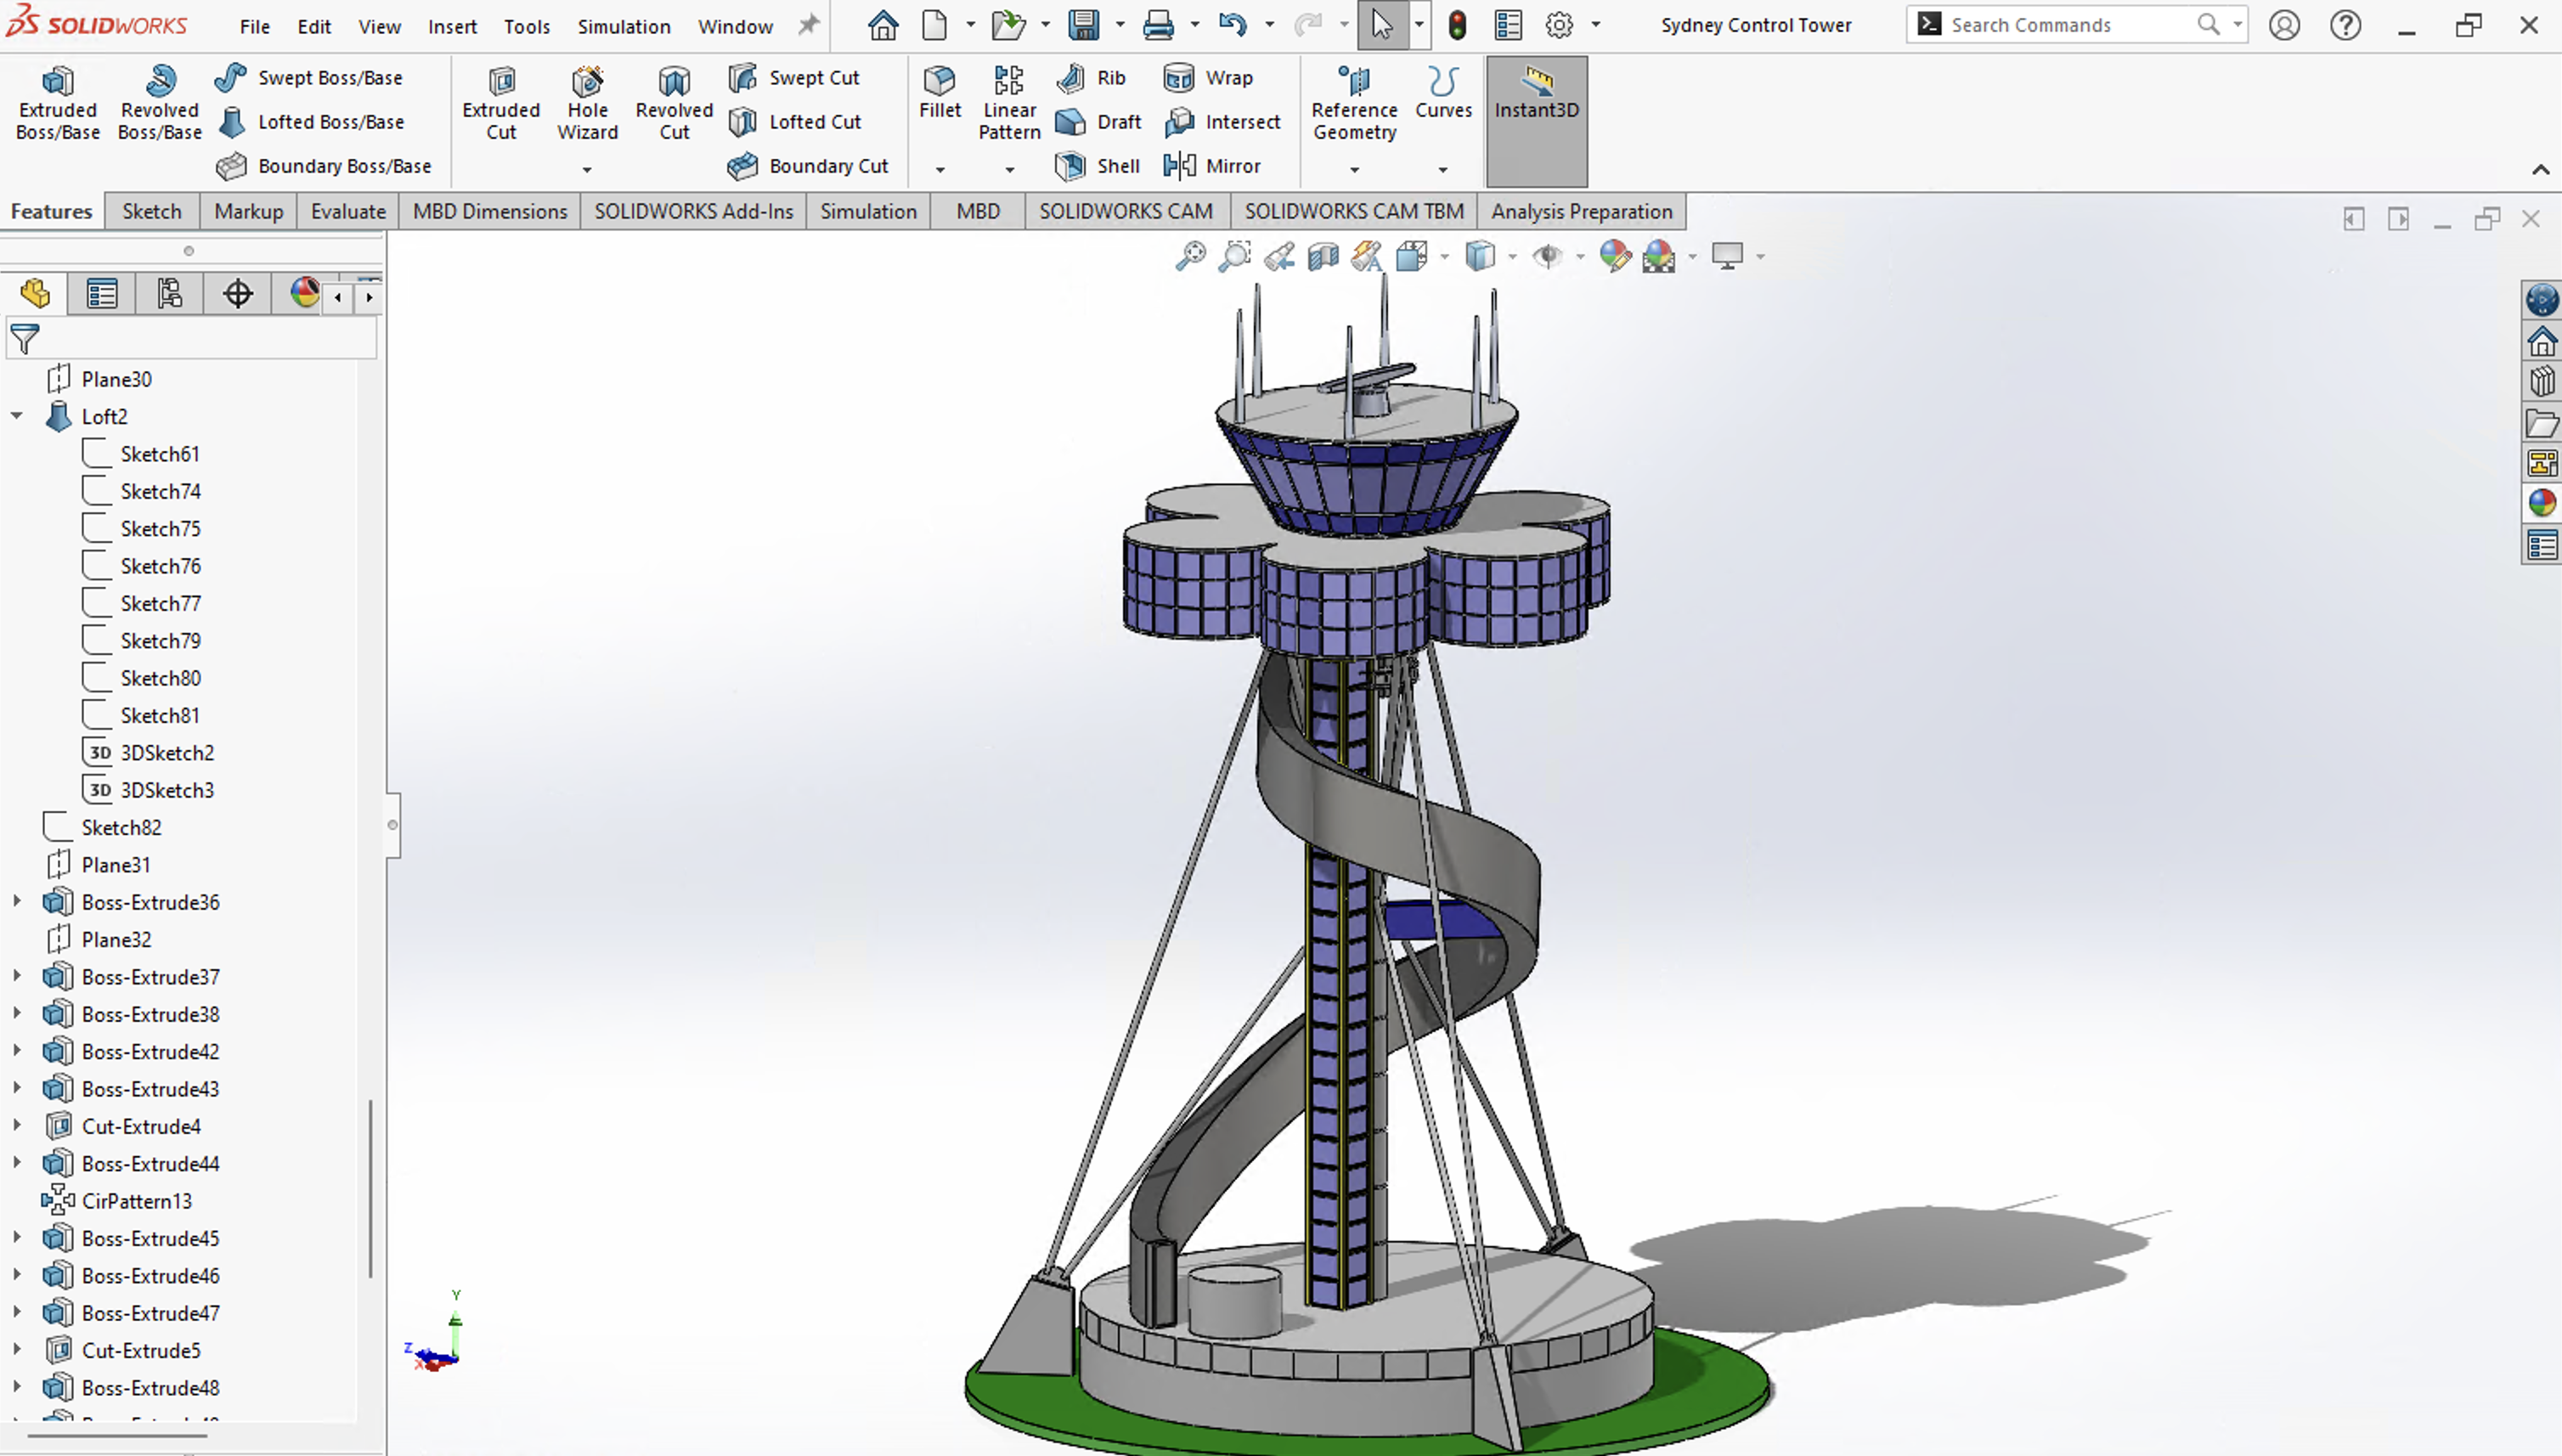 SOLIDWORKS File Edit View Insert Tools Simulation Window Sydney Control Tower Search Commands
Extruded Boss/Base
Revolved Boss/Base
Swept Boss/Base
Lofted Boss/Base
Boundary Boss/Base
Extruded Cut
Hole Wizard
Revolved Cut
Swept Cut
Lofted Cut
Boundary Cut
Fillet
Linear Pattern
Rib
Draft
Shell
Wrap
Intersect
Mirror
Reference Geometry
Curves
Instant3D
Features Sketch Markup Evaluate MBD Dimensions SOLIDWORKS Add-Ins Simulation MBD SOLIDWORKS CAM SOLIDWORKS CAM TBM Analysis Preparation
Plane30
Loft2
Sketch61
Sketch74
Sketch75
Sketch76
Sketch77
Sketch79
Sketch80
Sketch81
3D 3DSketch2
3D 3DSketch3
Sketch82
Plane31
Boss-Extrude36
Plane32
Boss-Extrude37
Boss-Extrude38
Boss-Extrude42
Boss-Extrude43
Cut-Extrude4
Boss-Extrude44
CirPattern13
Boss-Extrude45
Boss-Extrude46
Boss-Extrude47
Cut-Extrude5
Boss-Extrude48
Y
Z
X